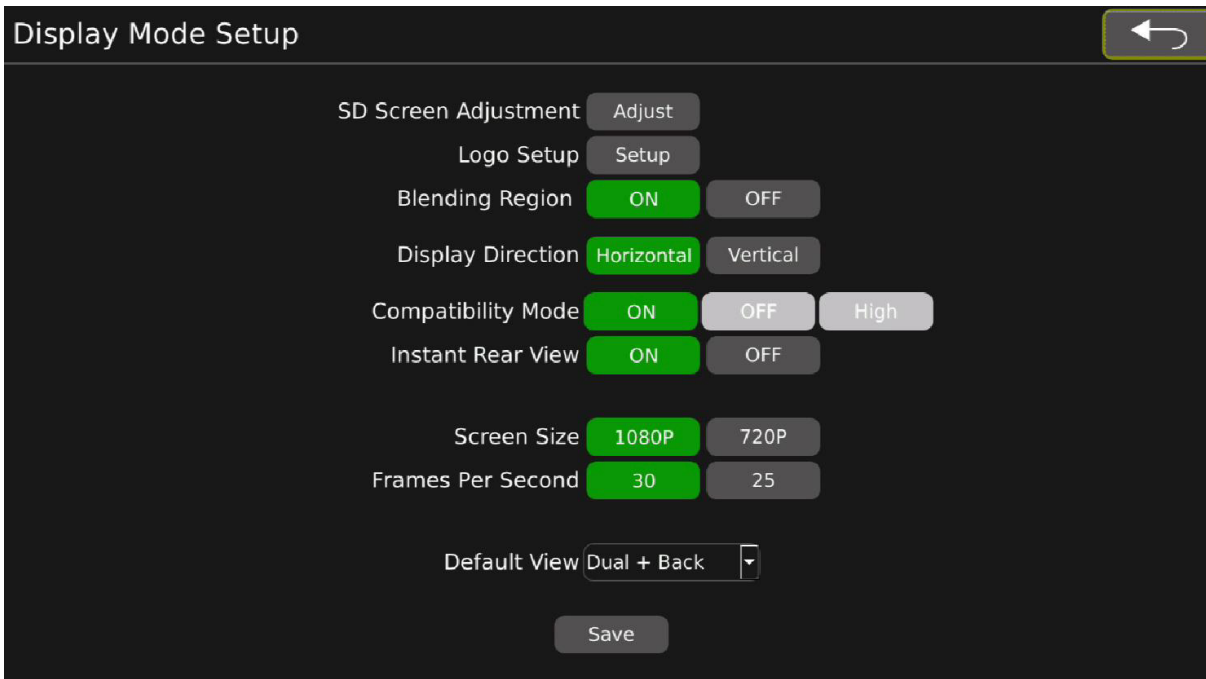 Display Mode Setup
SD Screen Adjustment Adjust
Logo Setup Setup
Blending Region ON OFF
Display Direction Horizontal Vertical
Compatibility Mode ON OFF High
Instant Rear View ON OFF
Screen Size 1080P 720P
Frames Per Second 30 25
Default View Dual + Back
Save